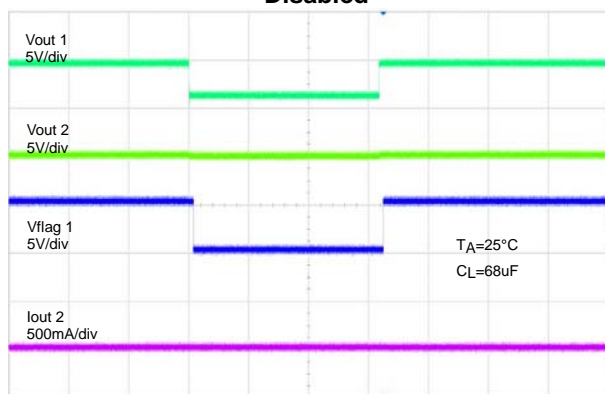 Disabled
Vout 1
5V/div
Vout 2
5V/div
Vflag 1
5V/div
TA=25°C
CL=68uF
Iout 2
500mA/div